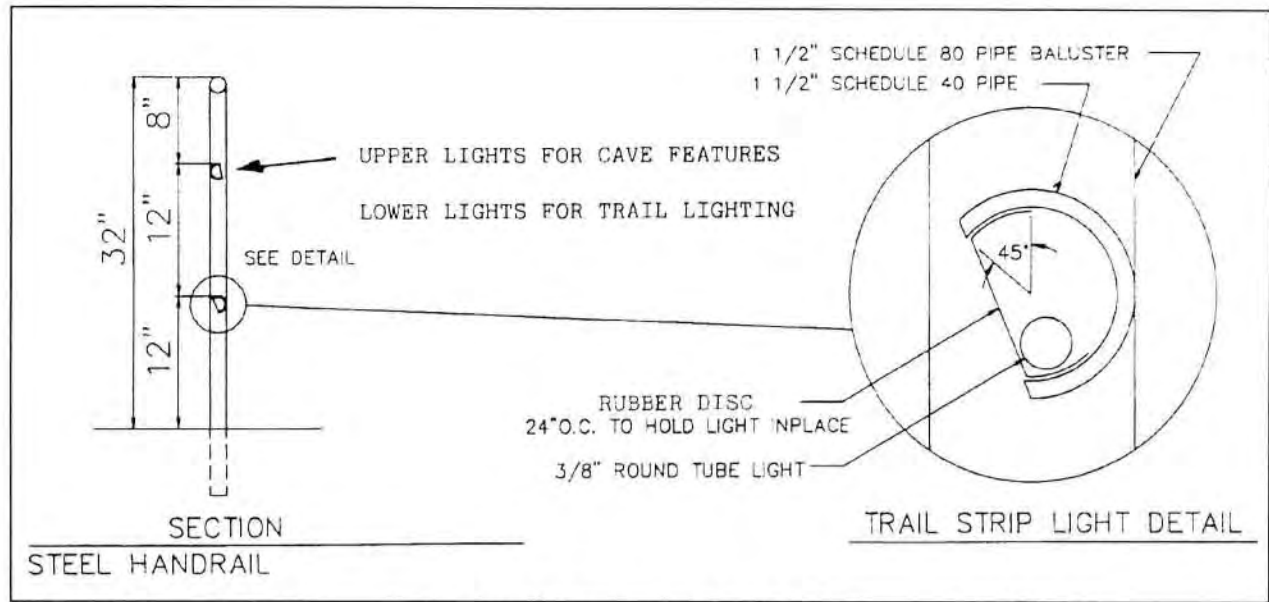 1 1/2" SCHEDULE 80 PIPE BALUSTER
1 1/2" SCHEDULE 40 PIPE
8"
UPPER LIGHTS FOR CAVE FEATURES
12"
32"
LOWER LIGHTS FOR TRAIL LIGHTING
SEE DETAIL
45°
12"
RUBBER DISC
24"O.C. TO HOLD LIGHT INPLACE
3/8" ROUND TUBE LIGHT
SECTION
STEEL HANDRAIL
TRAIL STRIP LIGHT DETAIL